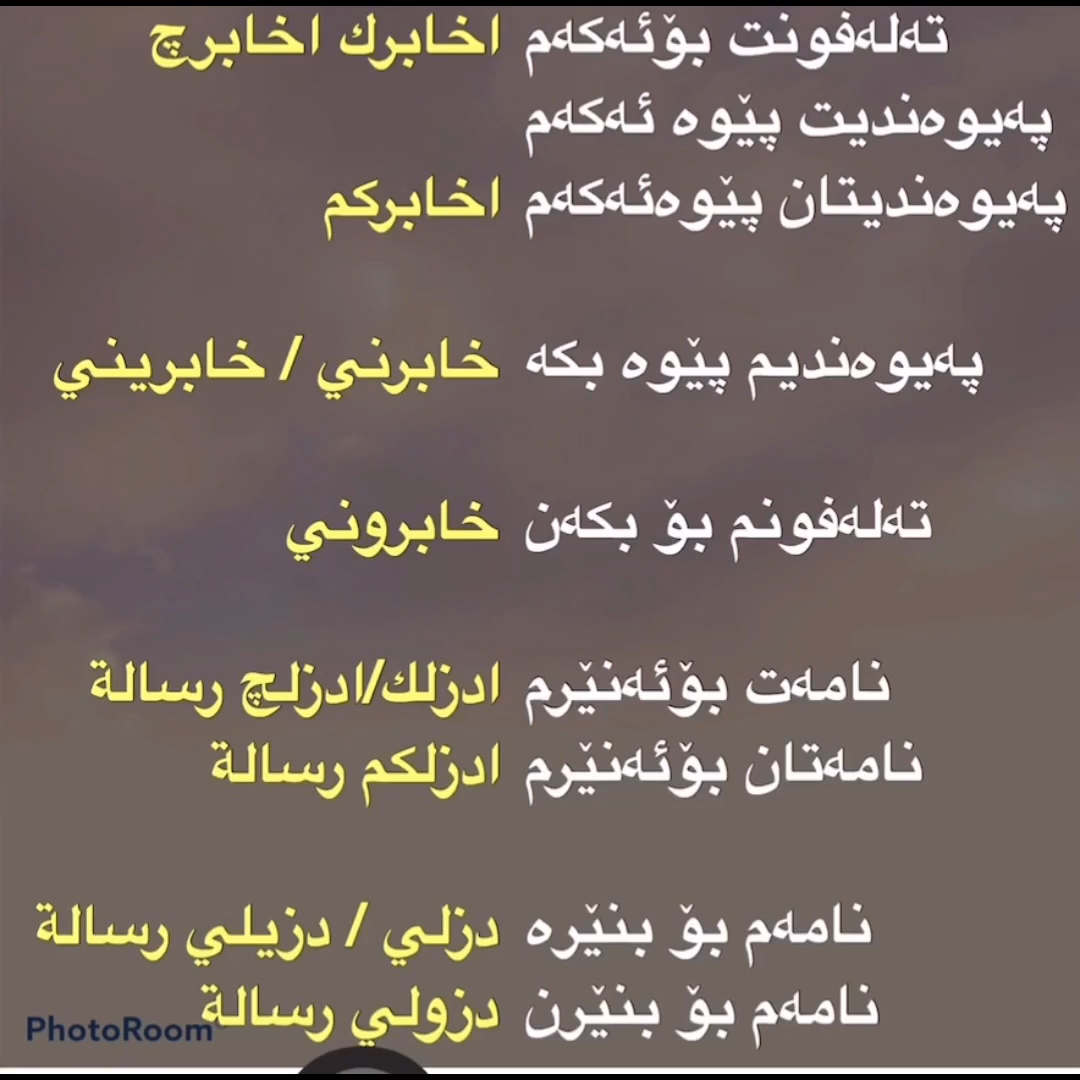 تەلەفونت بۆئەکەم اخابرك اخابرچ
پەیوەندیت پێوە ئەکەم
پەیوەندیتان پێوەئەکەم اخابرکم
پەیوەندیم پێوە بکە خابرني / خابريني
تەلەفونم بۆ بکەن خابروني
نامەت بۆئەنێرم ادزلك/ادزلچ رسالة
نامەتان بۆئەنێرم ادزلکم رسالة
نامەم بۆ بنێرە دزلي / دزيلي رسالة
نامەم بۆ بنێرن دزولي رسالة
PhotoRoom